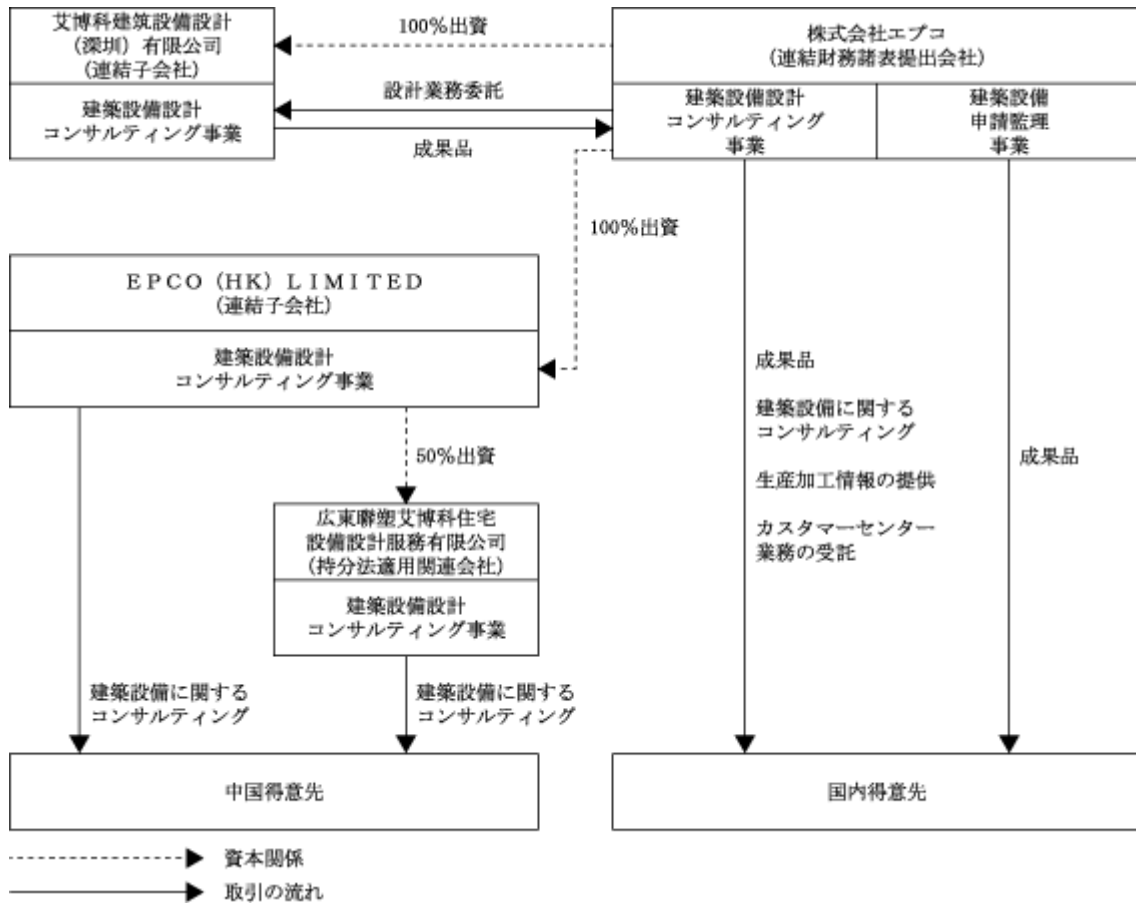 艾博科建筑設備設計
(深圳) 有限公司
(連結子会社)
建築設備設計
コンサルティング事業
100%出資
設計業務委託
成果品
株式会社エプコ
(連結財務諸表提出会社)
建築設備設計
コンサルティング
事業
建築設備
申請監理
事業
100%出資
EPCO (HK) LIMITED
(連結子会社)
建築設備設計
コンサルティング事業
50%出資
広東聯塑艾博科住宅
設備設計服務有限公司
(持分法適用関連会社)
建築設備設計
コンサルティング事業
成果品
建築設備に関する
コンサルティング
生産加工情報の提供
カスタマーセンター
業務の受託
成果品
建築設備に関する
コンサルティング
建築設備に関する
コンサルティング
中国得意先
国内得意先
資本関係
取引の流れ